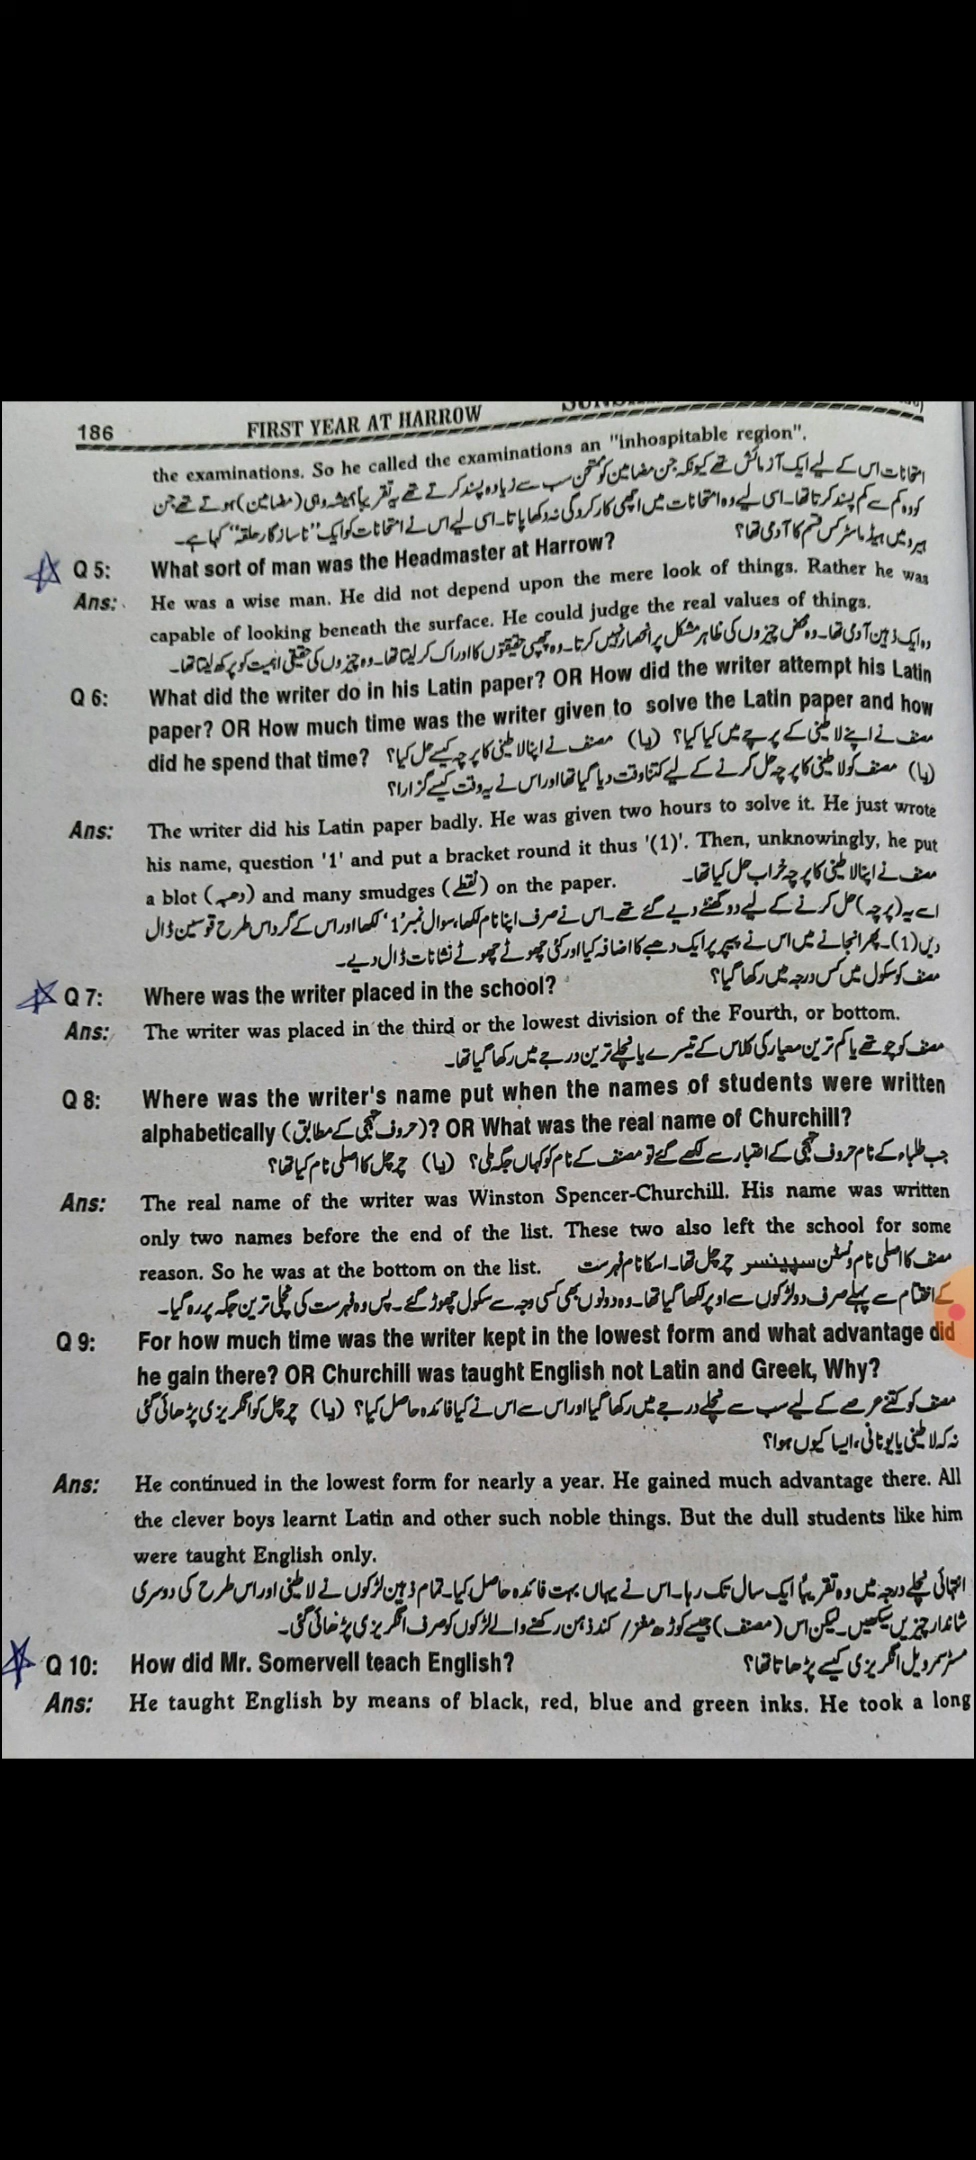 186 FIRST YEAR AT HARROW
the examinations. So he called the examinations an "inhospitable region".
امتحانات اس کے لیے ایک آزمائش تھے کیونکہ جن مضامین کو ممتحن سب سے زیادہ پسند کرتے تھے یہ تقریباً ہمیشہ وہی (مضامین) ہوتے تھے جن
کو وہ کم سے کم پسند کرتا تھا۔ اسی لیے وہ امتحانات میں اچھی کارکردگی نہ دکھا پاتا۔ اسی لیے اس نے امتحانات کو ایک "ناسازگار حلقہ" کہا ہے۔
Q 5: What sort of man was the Headmaster at Harrow? ہیرو میں ہیڈ ماسٹر کس قسم کا آدمی تھا؟
Ans: He was a wise man. He did not depend upon the mere look of things. Rather he was
capable of looking beneath the surface. He could judge the real values of things.
وہ ایک ذہین آدمی تھا۔ وہ محض چیزوں کی ظاہر شکل پر انحصار نہیں کرتا۔ وہ چھپی حقیقتوں کا ادراک کر لیتا تھا۔ وہ چیزوں کی حقیقی اہمیت کو پرکھ لیتا تھا۔
Q 6: What did the writer do in his Latin paper? OR How did the writer attempt his Latin
paper? OR How much time was the writer given to solve the Latin paper and how
did he spend that time? مصنف نے اپنے لاطینی کے پرچے میں کیا کیا؟ (یا) مصنف نے اپنا لاطینی کا پرچہ کیسے حل کیا؟
(یا) مصنف کو لاطینی کا پرچہ حل کرنے کے لیے کتنا وقت دیا گیا تھا اور اس نے یہ وقت کیسے گزارا؟
Ans: The writer did his Latin paper badly. He was given two hours to solve it. He just wrote
his name, question '1' and put a bracket round it thus '(1)'. Then, unknowingly, he put
a blot (دھبہ) and many smudges (نقطے) on the paper. مصنف نے اپنا لاطینی کا پرچہ خراب حل کیا تھا۔
اسے یہ (پرچہ) حل کرنے کے لیے دو گھنٹے دیے گئے تھے۔ اس نے صرف اپنا نام لکھا، سوال نمبر '1' لکھا اور اس کے گرد اس طرح قوسین ڈال
دیں (1)۔ پھر انجانے میں اس نے پیپر پر ایک دھبے کا اضافہ کیا اور کئی چھوٹے چھوٹے نشانات ڈال دیے۔
Q 7: Where was the writer placed in the school? مصنف کو سکول میں کس درجہ میں رکھا گیا؟
Ans: The writer was placed in the third or the lowest division of the Fourth, or bottom.
مصنف کو چوتھے یا کم ترین معیار کی کلاس کے تیسرے یا نچلے ترین درجے میں رکھا گیا تھا۔
Q 8: Where was the writer's name put when the names of students were written
alphabetically (حروف تہجی کے مطابق)? OR What was the real name of Churchill?
جب طلباء کے نام حروف تہجی کے اعتبار سے لکھے گئے تو مصنف کے نام کو کہاں جگہ ملی؟ (یا) چرچل کا اصلی نام کیا تھا؟
Ans: The real name of the writer was Winston Spencer-Churchill. His name was written
only two names before the end of the list. These two also left the school for some
reason. So he was at the bottom on the list. مصنف کا اصلی نام ونسٹن سپینسر چرچل تھا۔ اسکا نام فہرست
کے اختتام سے پہلے صرف دو لڑکوں سے اوپر لکھا گیا تھا۔ وہ دونوں بھی کسی وجہ سے سکول چھوڑ گئے۔ پس وہ فہرست کی نچلی ترین جگہ پر رہ گیا۔
Q 9: For how much time was the writer kept in the lowest form and what advantage did
he gain there? OR Churchill was taught English not Latin and Greek, Why?
مصنف کو کتنے عرصے کے لیے سب سے نچلے درجے میں رکھا گیا اور اس سے اس نے کیا فائدہ حاصل کیا؟ (یا) چرچل کو انگریزی پڑھائی گئی
نہ کہ لاطینی یا یونانی، ایسا کیوں ہوا؟
Ans: He continued in the lowest form for nearly a year. He gained much advantage there. All
the clever boys learnt Latin and other such noble things. But the dull students like him
were taught English only.
انتہائی نچلے درجہ میں وہ تقریباً ایک سال تک رہا۔ اس نے یہاں بہت فائدہ حاصل کیا۔ تمام ذہین لڑکوں نے لاطینی اور اس طرح کی دوسری
شاندار چیزیں سیکھیں۔ لیکن اس (مصنف) جیسے کوڑھ مغز / کند ذہن رکھنے والے لڑکوں کو صرف انگریزی پڑھائی گئی۔
Q 10: How did Mr. Somervell teach English? مسٹر سمرویل انگریزی کیسے پڑھاتا تھا؟
Ans: He taught English by means of black, red, blue and green inks. He took a long